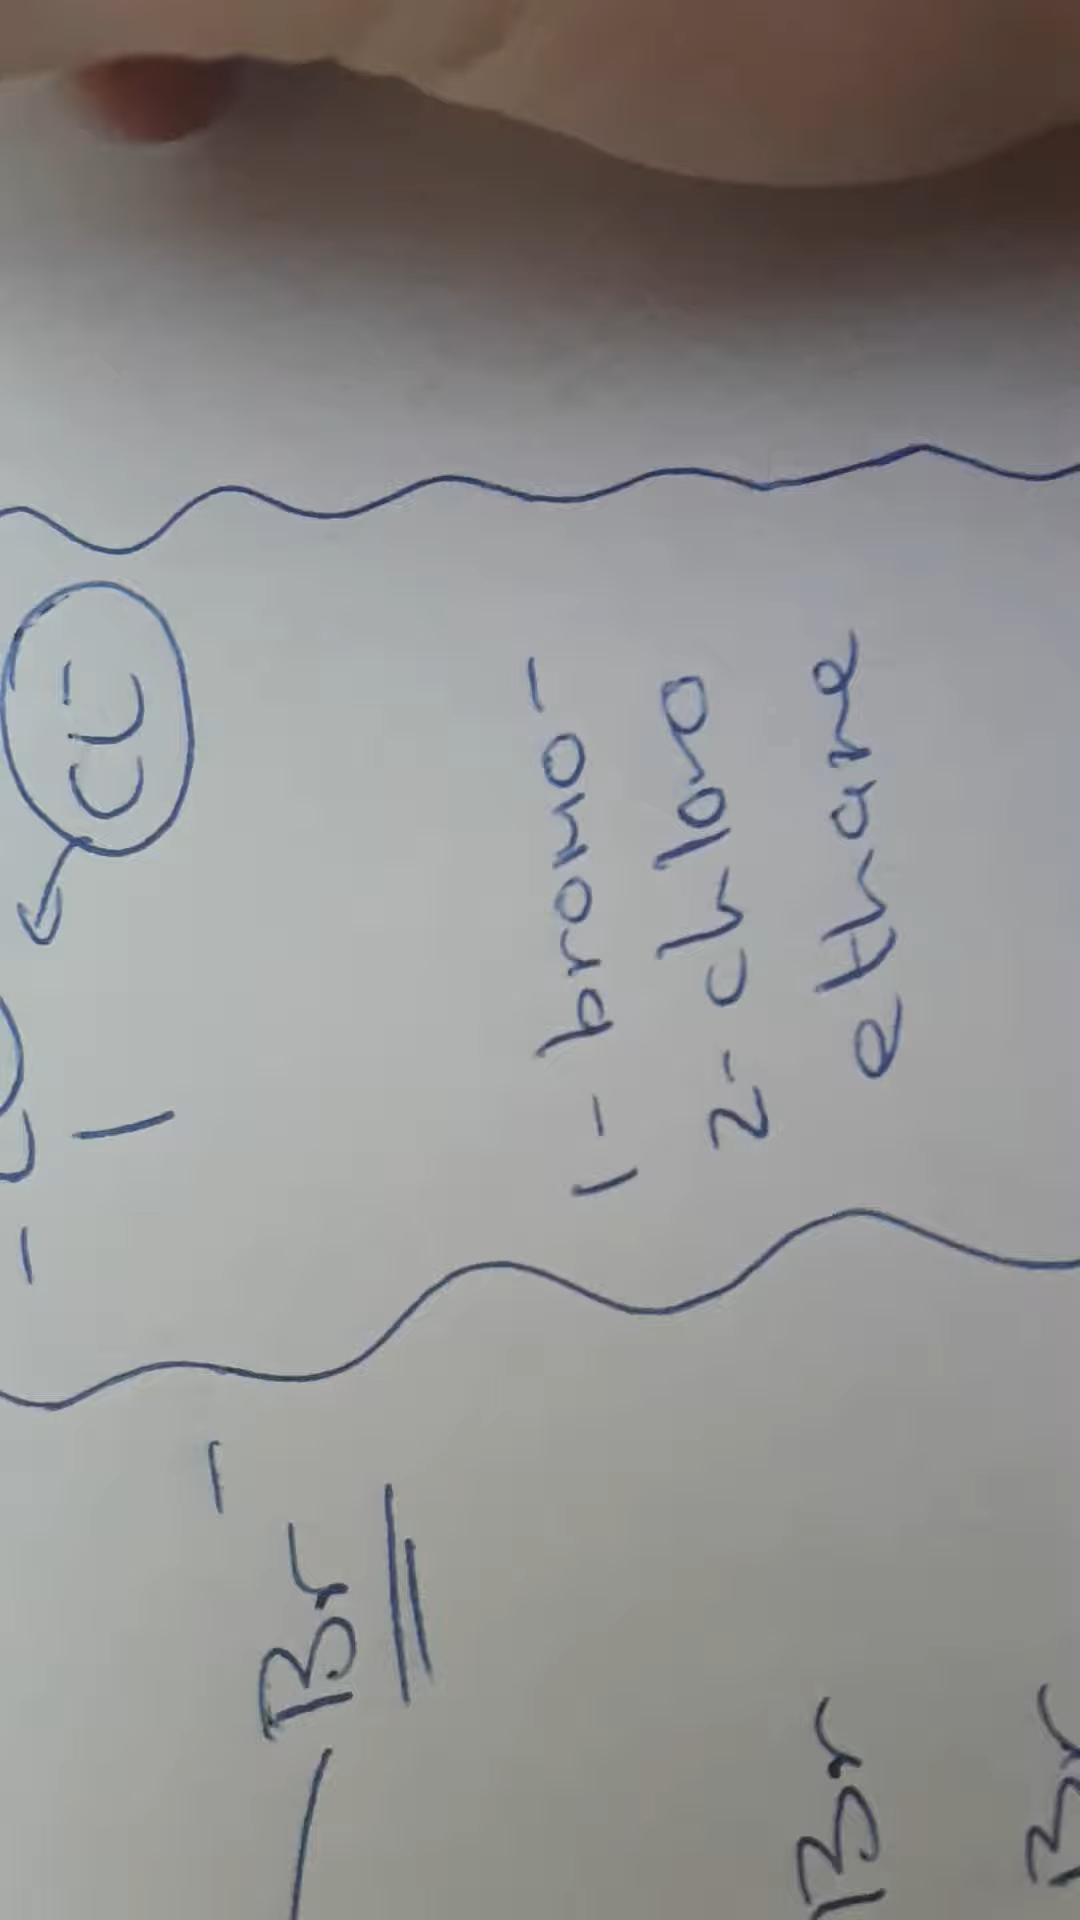 Cl⁻
1- bromo-
2- chloro
ethane
Br⁻
Br
Br